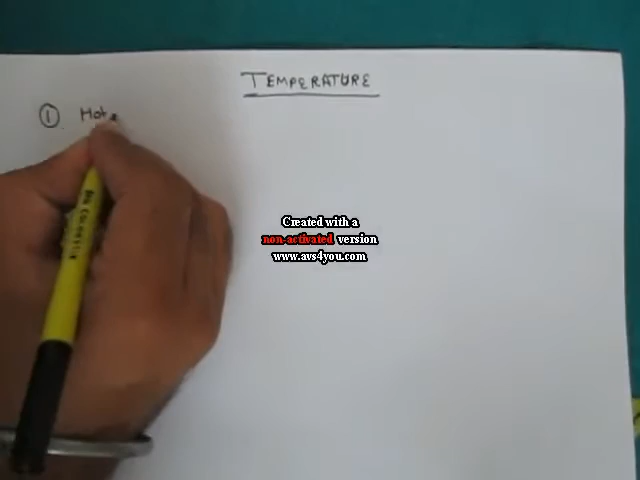 TEMPERATURE
① Hot
Created with a
non-activated version
www.avs4you.com